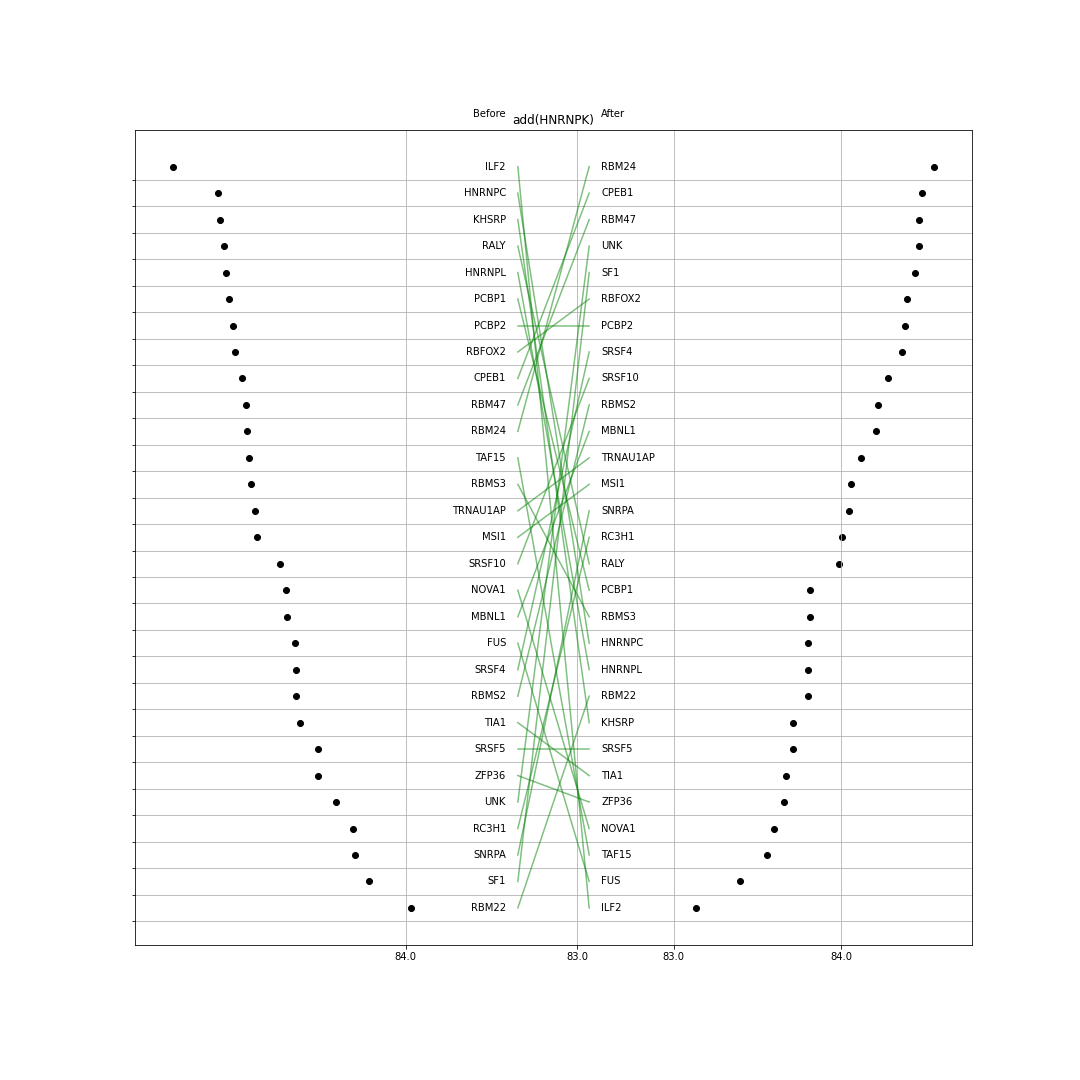 Before add(HNRNPK) After
ILF2 RBM24
HNRNPC CPEB1
KHSRP RBM47
RALY UNK
HNRNPL SF1
PCBP1 RBFOX2
PCBP2 PCBP2
RBFOX2 SRSF4
CPEB1 SRSF10
RBM47 RBMS2
RBM24 MBNL1
TAF15 TRNAU1AP
RBMS3 MSI1
TRNAU1AP SNRPA
MSI1 RC3H1
SRSF10 RALY
NOVA1 PCBP1
MBNL1 RBMS3
FUS HNRNPC
SRSF4 HNRNPL
RBMS2 RBM22
TIA1 KHSRP
SRSF5 SRSF5
ZFP36 TIA1
UNK ZFP36
RC3H1 NOVA1
SNRPA TAF15
SF1 FUS
RBM22 ILF2
84.0 83.0 83.0 84.0